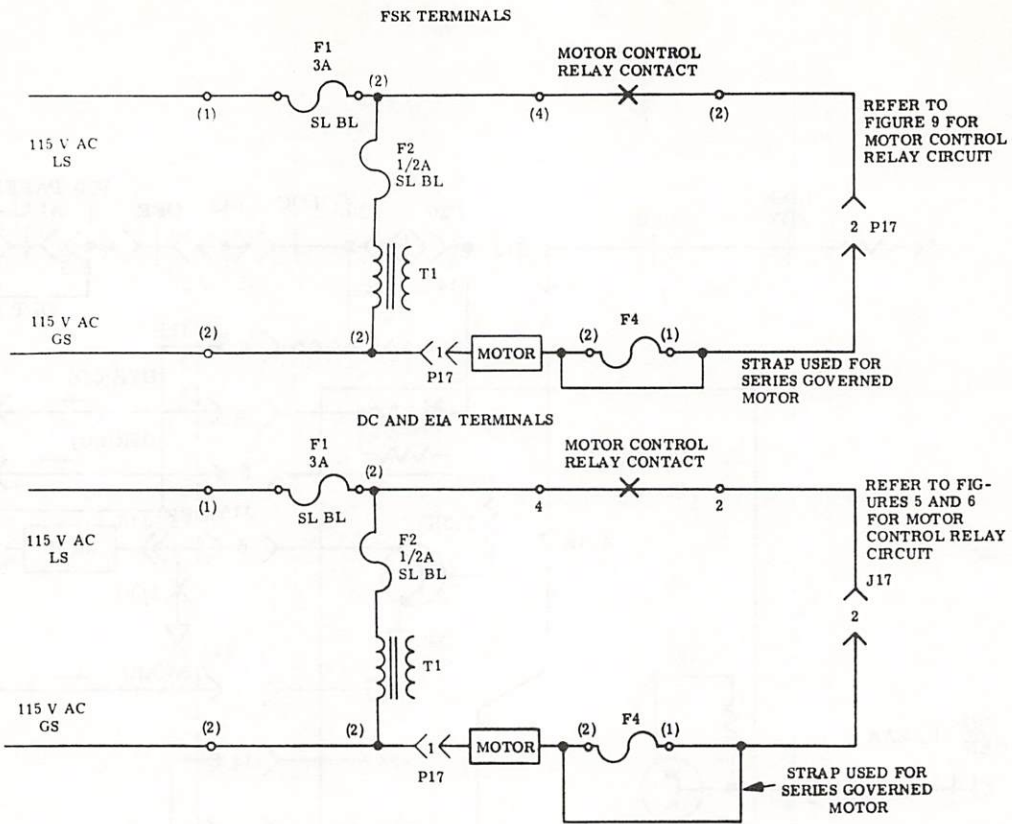 FSK TERMINALS
F1
3A
(2)
MOTOR CONTROL
RELAY CONTACT
(1)
SL BL
(4)
(2)
REFER TO
FIGURE 9 FOR
MOTOR CONTROL
RELAY CIRCUIT
115 V AC
LS
F2
1/2A
SL BL
2 P17
T1
115 V AC
GS
(2)
(2)
1
P17
MOTOR
(2)
F4
(1)
STRAP USED FOR
SERIES GOVERNED
MOTOR
DC AND EIA TERMINALS
F1
3A
(2)
MOTOR CONTROL
RELAY CONTACT
(1)
SL BL
4
2
REFER TO FIG-
URES 5 AND 6
FOR MOTOR
CONTROL RELAY
CIRCUIT
115 V AC
LS
F2
1/2A
SL BL
J17
2
T1
115 V AC
GS
(2)
(2)
1
P17
MOTOR
(2)
F4
(1)
STRAP USED FOR
SERIES GOVERNED
MOTOR